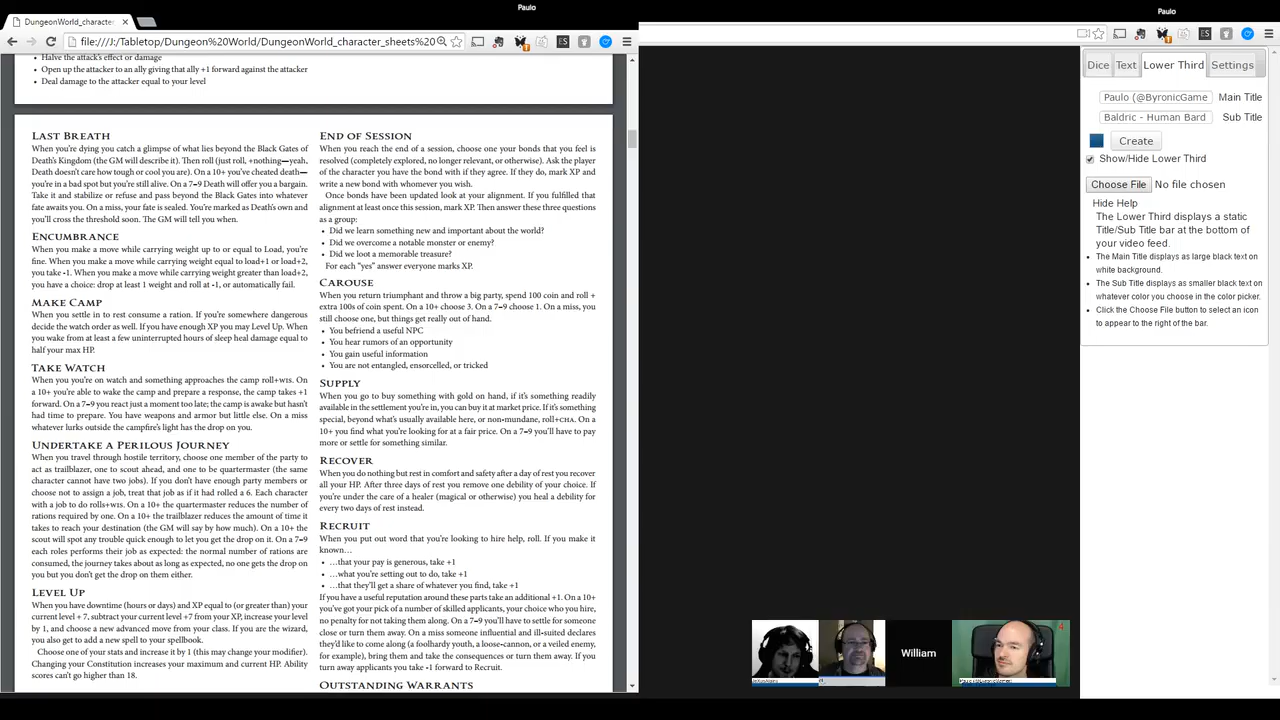 Paulo
Paulo
DungeonWorld_character
file:///J:/Tabletop/Dungeon%20World/DungeonWorld_character_sheets%20
Halve the attack's effect or damage
• Open up the attacker to an ally giving that ally +1 forward against the attacker
• Deal damage to the attacker equal to your level
Last Breath
When you're dying you catch a glimpse of what lies beyond the Black Gates of
Death's Kingdom (the GM will describe it). Then roll (just roll, +nothing—yeah,
Death doesn't care how tough or cool you are). On a 10+ you've cheated death—
you're in a bad spot but you're still alive. On a 7–9 Death will offer you a bargain.
Take it and stabilize or refuse and pass beyond the Black Gates into whatever
fate awaits you. On a miss, your fate is sealed. You're marked as Death's own and
you'll cross the threshold soon. The GM will tell you when.
Encumbrance
When you make a move while carrying weight up to or equal to Load, you're
fine. When you make a move while carrying weight equal to load+1 or load+2,
you take -1. When you make a move while carrying weight greater than load+2,
you have a choice: drop at least 1 weight and roll at -1, or automatically fail.
Make Camp
When you settle in to rest consume a ration. If you're somewhere dangerous
decide the watch order as well. If you have enough XP you may Level Up. When
you wake from at least a few uninterrupted hours of sleep heal damage equal to
half your max HP.
Take Watch
When you you're on watch and something approaches the camp roll+wis. On
a 10+ you're able to wake the camp and prepare a response, the camp takes +1
forward. On a 7–9 you react just a moment too late; the camp is awake but hasn't
had time to prepare. You have weapons and armor but little else. On a miss
whatever lurks outside the campfire's light has the drop on you.
Undertake a Perilous Journey
When you travel through hostile territory, choose one member of the party to
act as trailblazer, one to scout ahead, and one to be quartermaster (the same
character cannot have two jobs). If you don't have enough party members or
choose not to assign a job, treat that job as if it had rolled a 6. Each character
with a job to do rolls+wis. On a 10+ the quartermaster reduces the number of
rations required by one. On a 10+ the trailblazer reduces the amount of time it
takes to reach your destination (the GM will say by how much). On a 10+ the
scout will spot any trouble quick enough to let you get the drop on it. On a 7–9
each roles performs their job as expected: the normal number of rations are
consumed, the journey takes about as long as expected, no one gets the drop on
you but you don't get the drop on them either.
Level Up
When you have downtime (hours or days) and XP equal to (or greater than) your
current level + 7, subtract your current level +7 from your XP, increase your level
by 1, and choose a new advanced move from your class. If you are the wizard,
you also get to add a new spell to your spellbook.
Choose one of your stats and increase it by 1 (this may change your modifier).
Changing your Constitution increases your maximum and current HP. Ability
scores can't go higher than 18.
End of Session
When you reach the end of a session, choose one your bonds that you feel is
resolved (completely explored, no longer relevant, or otherwise). Ask the player
of the character you have the bond with if they agree. If they do, mark XP and
write a new bond with whomever you wish.
Once bonds have been updated look at your alignment. If you fulfilled that
alignment at least once this session, mark XP. Then answer these three questions
as a group:
• Did we learn something new and important about the world?
• Did we overcome a notable monster or enemy?
• Did we loot a memorable treasure?
For each "yes" answer everyone marks XP.
Carouse
When you return triumphant and throw a big party, spend 100 coin and roll +
extra 100s of coin spent. On a 10+ choose 3. On a 7–9 choose 1. On a miss, you
still choose one, but things get really out of hand.
• You befriend a useful NPC
• You hear rumors of an opportunity
• You gain useful information
• You are not entangled, ensorcelled, or tricked
Supply
When you go to buy something with gold on hand, if it's something readily
available in the settlement you're in, you can buy it at market price. If it's something
special, beyond what's usually available here, or non-mundane, roll+cha. On a
10+ you find what you're looking for at a fair price. On a 7–9 you'll have to pay
more or settle for something similar.
Recover
When you do nothing but rest in comfort and safety after a day of rest you recover
all your HP. After three days of rest you remove one debility of your choice. If
you're under the care of a healer (magical or otherwise) you heal a debility for
every two days of rest instead.
Recruit
When you put out word that you're looking to hire help, roll. If you make it
known…
• …that your pay is generous, take +1
• …what you're setting out to do, take +1
• …that they'll get a share of whatever you find, take +1
If you have a useful reputation around these parts take an additional +1. On a 10+
you've got your pick of a number of skilled applicants, your choice who you hire,
no penalty for not taking them along. On a 7–9 you'll have to settle for someone
close or turn them away. On a miss someone influential and ill-suited declares
they'd like to come along (a foolhardy youth, a loose-cannon, or a veiled enemy,
for example), bring them and take the consequences or turn them away. If you
turn away applicants you take -1 forward to Recruit.
Outstanding Warrants
Dice Text Lower Third Settings
Paulo (@ByronicGame Main Title
Baldric - Human Bard Sub Title
Create
Show/Hide Lower Third
Choose File No file chosen
Hide Help
The Lower Third displays a static
Title/Sub Title bar at the bottom of
your video feed.
• The Main Title displays as large black text on
white background.
• The Sub Title displays as smaller black text on
whatever color you choose in the color picker.
• Click the Choose File button to select an icon
to appear to the right of the bar.
William